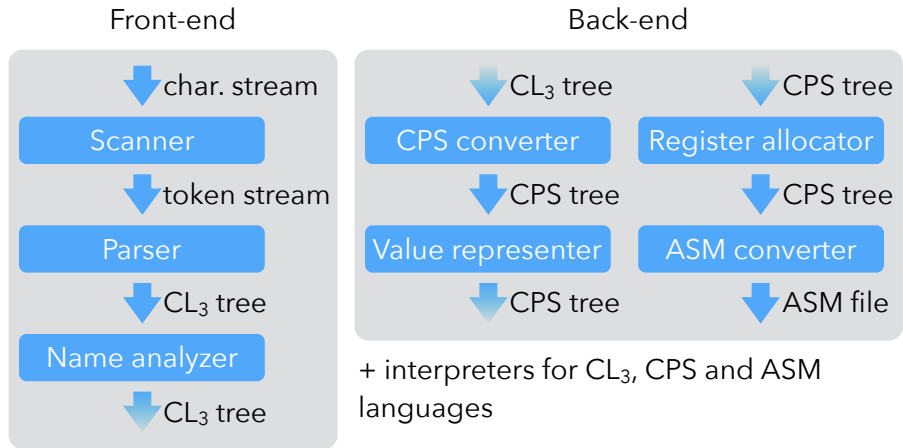 Front-end
char. stream
Scanner
token stream
Parser
CL₃ tree
Name analyzer
CL₃ tree
Back-end
CL₃ tree
CPS converter
CPS tree
Value representer
CPS tree
CPS tree
Register allocator
CPS tree
ASM converter
ASM file
+ interpreters for CL₃, CPS and ASM
languages